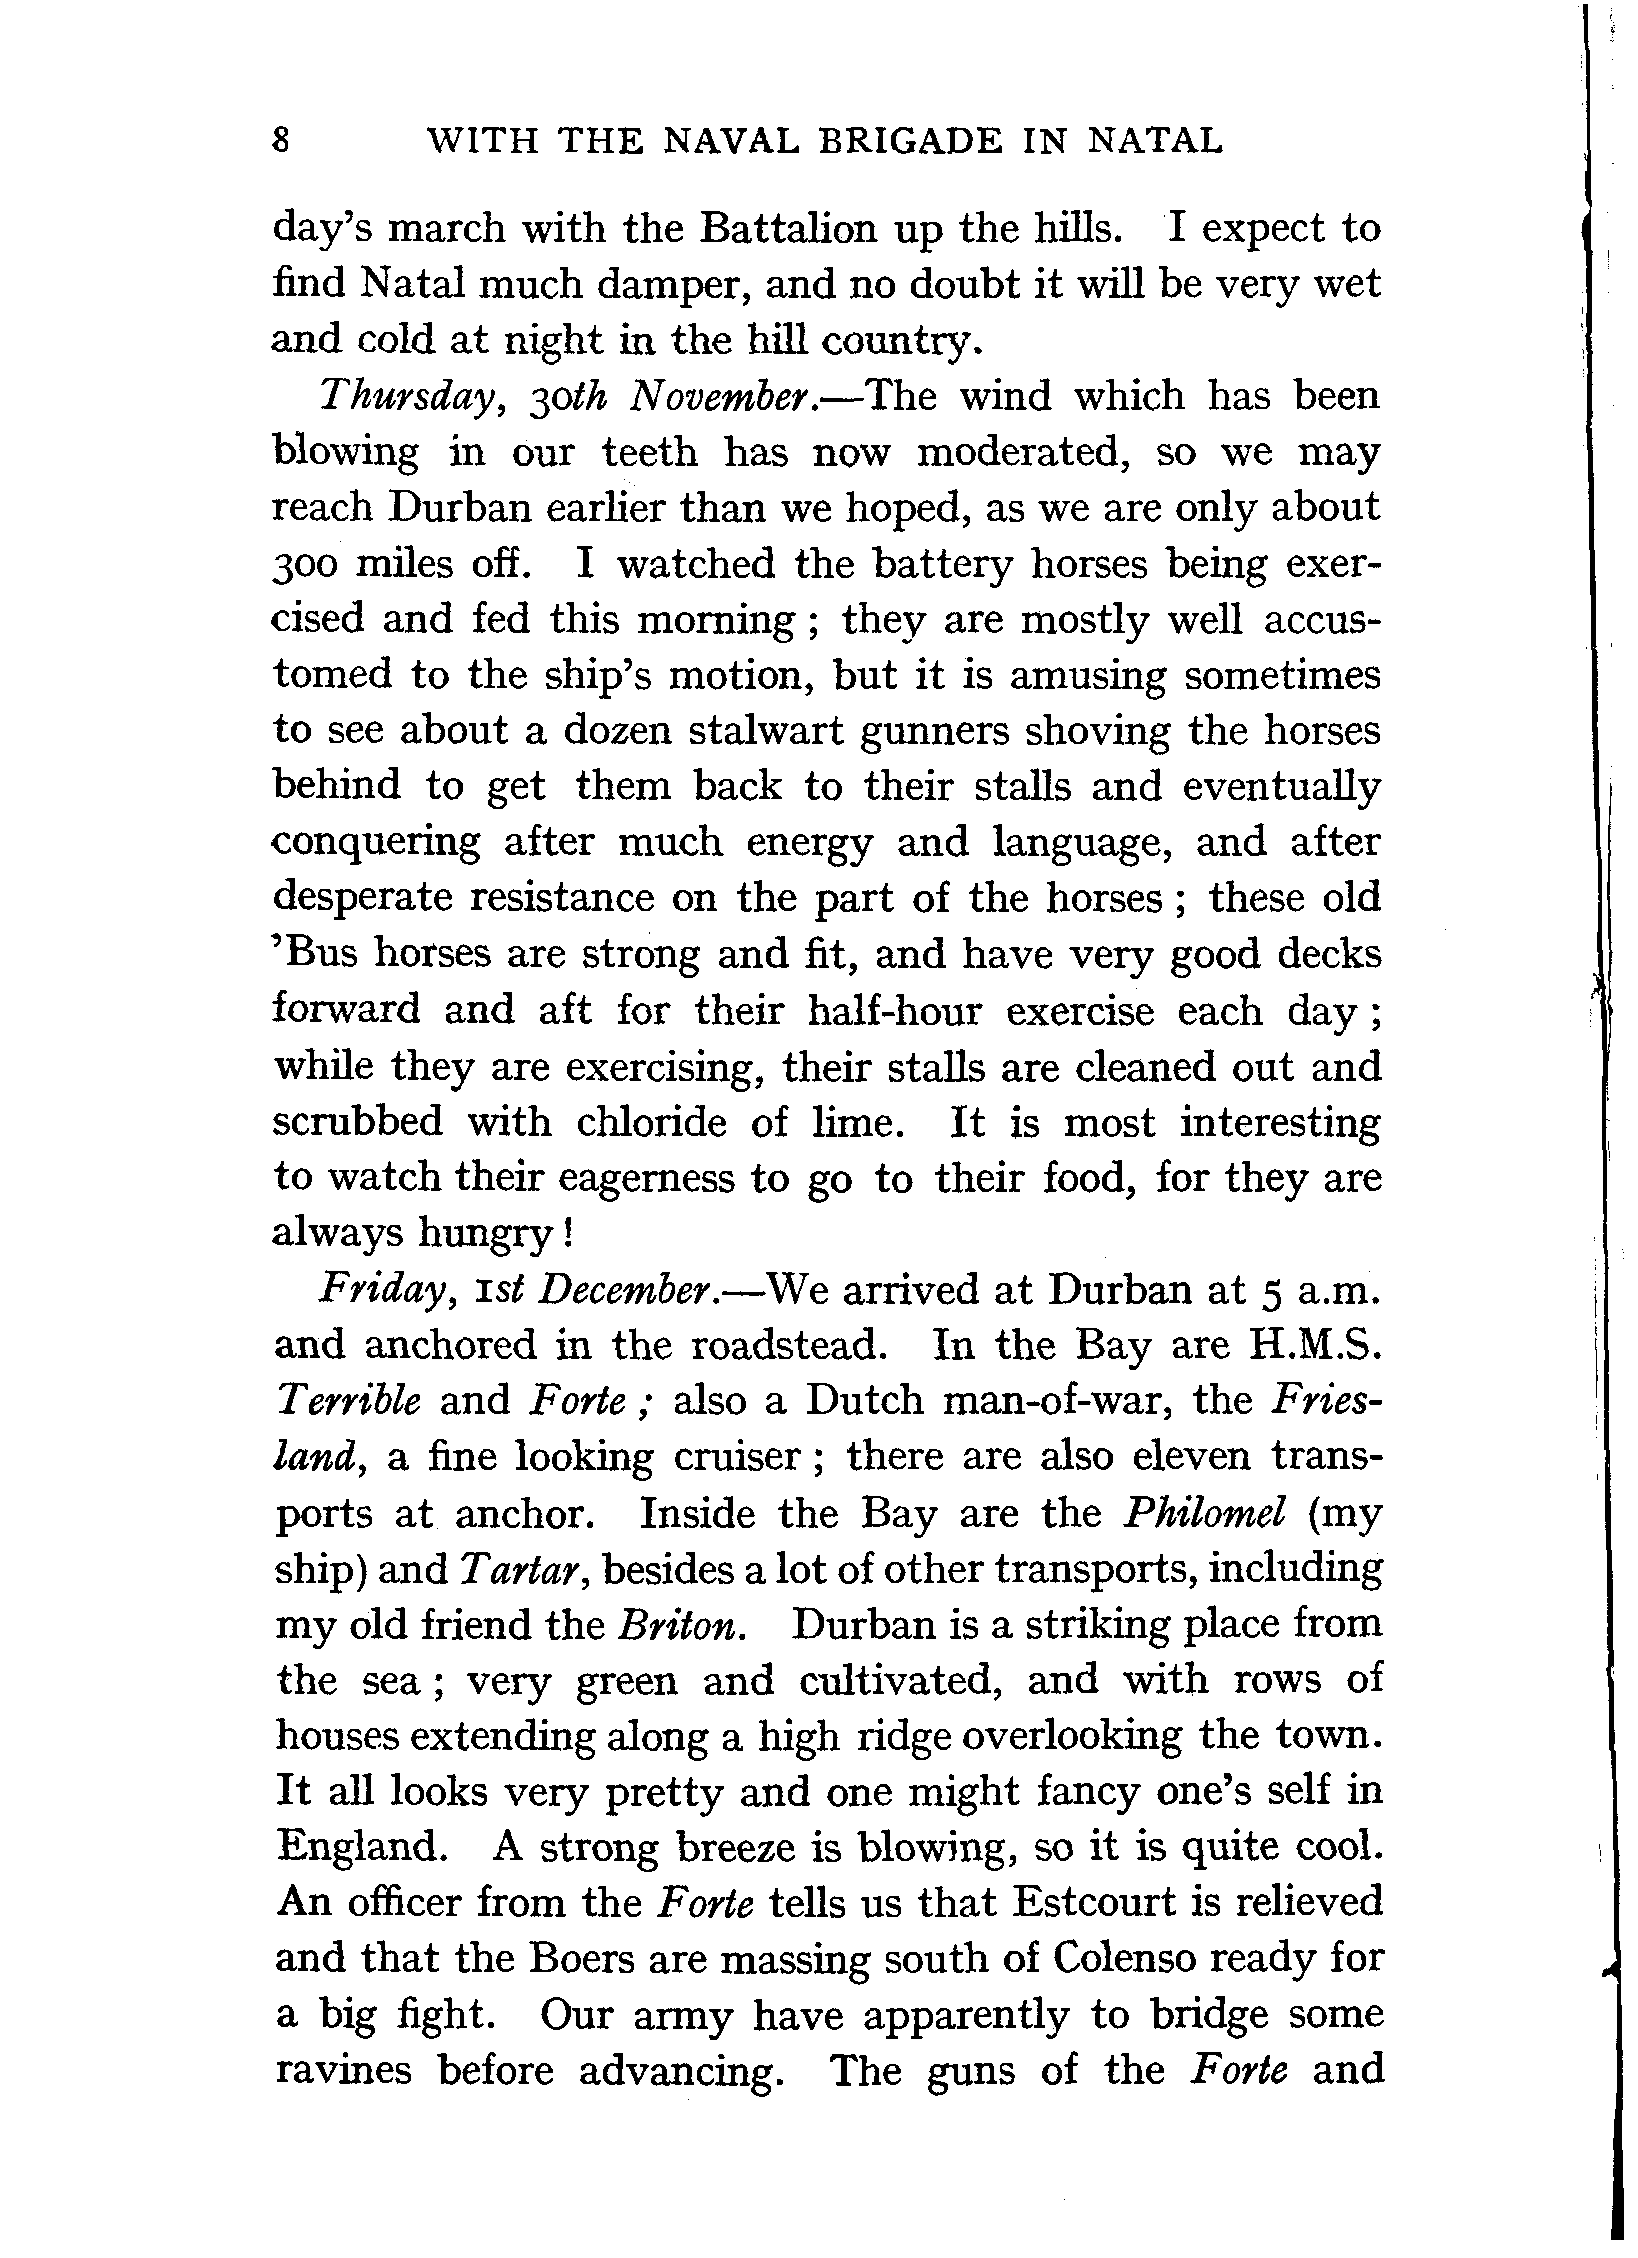 8 WITH THE NAVAL BRIGADE IN NATAL
day's march with the Battalion up the hills. I expect to
find Natal much damper, and no doubt it will be very wet
and cold at night in the hill country.
Thursday, 30th November.—The wind which has been
blowing in our teeth has now moderated, so we may
reach Durban earlier than we hoped, as we are only about
300 miles off. I watched the battery horses being exer-
cised and fed this morning ; they are mostly well accus-
tomed to the ship's motion, but it is amusing sometimes
to see about a dozen stalwart gunners shoving the horses
behind to get them back to their stalls and eventually
conquering after much energy and language, and after
desperate resistance on the part of the horses ; these old
'Bus horses are strong and fit, and have very good decks
forward and aft for their half-hour exercise each day ;
while they are exercising, their stalls are cleaned out and
scrubbed with chloride of lime. It is most interesting
to watch their eagerness to go to their food, for they are
always hungry !
Friday, 1st December.—We arrived at Durban at 5 a.m.
and anchored in the roadstead. In the Bay are H.M.S.
Terrible and Forte ; also a Dutch man-of-war, the Fries-
land, a fine looking cruiser ; there are also eleven trans-
ports at anchor. Inside the Bay are the Philomel (my
ship) and Tartar, besides a lot of other transports, including
my old friend the Briton. Durban is a striking place from
the sea ; very green and cultivated, and with rows of
houses extending along a high ridge overlooking the town.
It all looks very pretty and one might fancy one's self in
England. A strong breeze is blowing, so it is quite cool.
An officer from the Forte tells us that Estcourt is relieved
and that the Boers are massing south of Colenso ready for
a big fight. Our army have apparently to bridge some
ravines before advancing. The guns of the Forte and